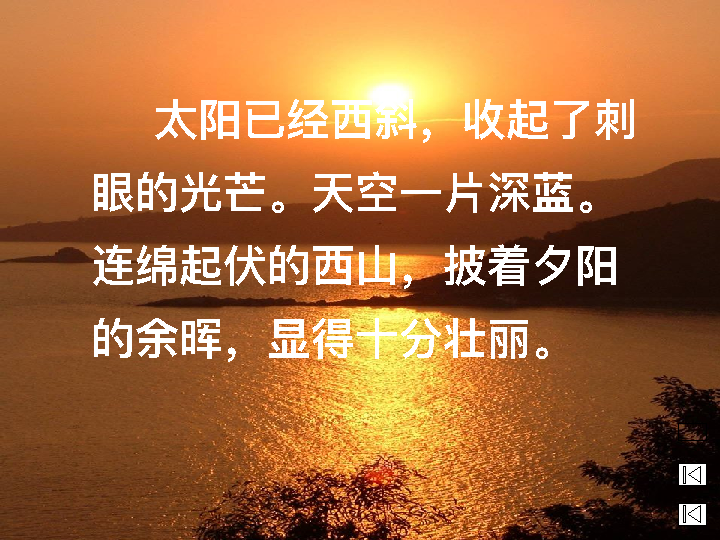 太阳已经西斜，收起了刺
眼的光芒。天空一片深蓝。
连绵起伏的西山，披着夕阳
的余晖，显得十分壮丽。